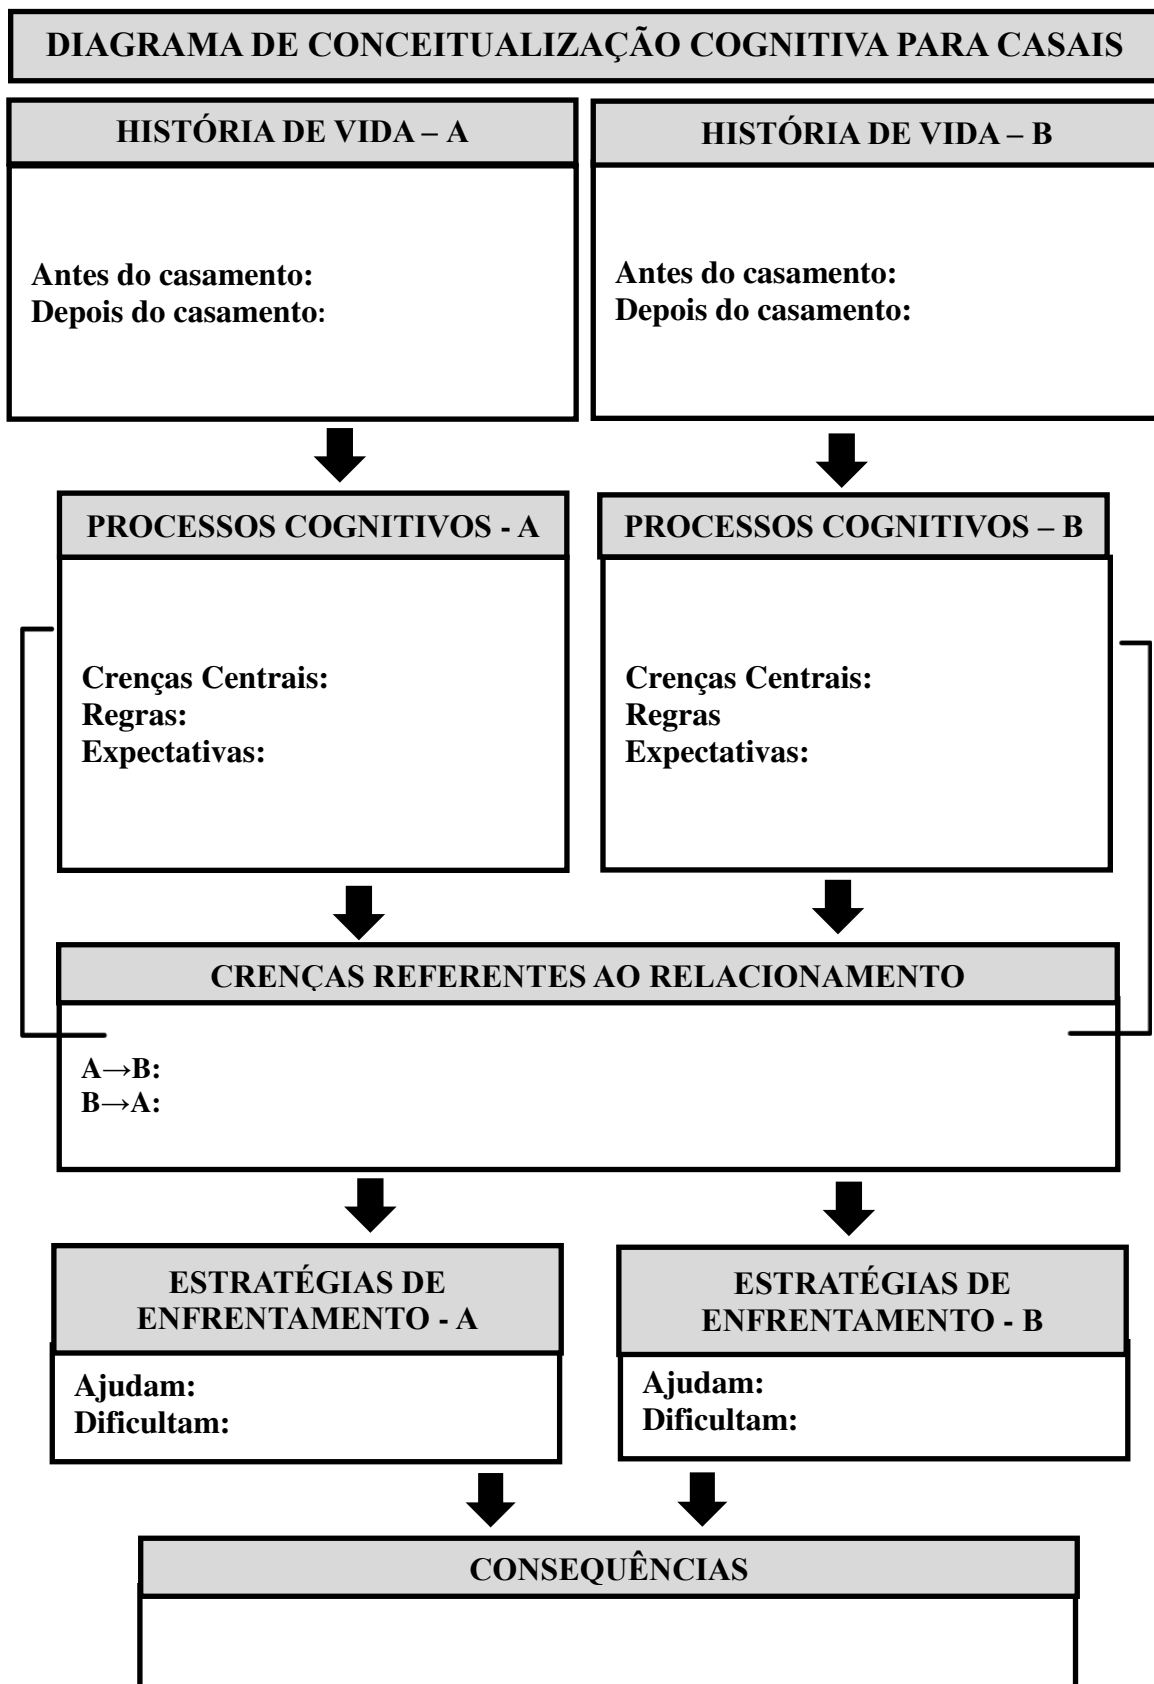 DIAGRAMA DE CONCEITUALIZAÇÃO COGNITIVA PARA CASAIS
HISTÓRIA DE VIDA – A
Antes do casamento:
Depois do casamento:
HISTÓRIA DE VIDA – B
Antes do casamento:
Depois do casamento:
PROCESSOS COGNITIVOS - A
Crenças Centrais:
Regras:
Expectativas:
PROCESSOS COGNITIVOS – B
Crenças Centrais:
Regras
Expectativas:
CRENÇAS REFERENTES AO RELACIONAMENTO
A→B:
B→A:
ESTRATÉGIAS DE
ENFRENTAMENTO - A
Ajudam:
Dificultam:
ESTRATÉGIAS DE
ENFRENTAMENTO - B
Ajudam:
Dificultam:
CONSEQUÊNCIAS